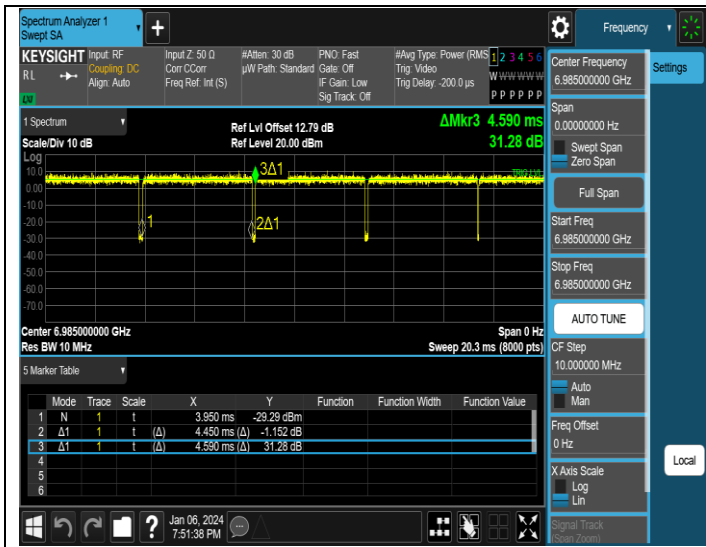 Spectrum Analyzer 1
Swept SA
Frequency
KEYSIGHT
RL
LXI
Input: RF
Coupling: DC
Align: Auto
Input Z: 50 Ω
Corr CCorr
Freq Ref: Int (S)
#Atten: 30 dB
µW Path: Standard
PNO: Fast
Gate: Off
IF Gain: Low
Sig Track: Off
#Avg Type: Power (RMS
Trig: Video
Trig Delay: -200.0 µs
1 2 3 4 5 6
W W W W W W
P P P P P P
Center Frequency
6.985000000 GHz
Settings
Span
0.00000000 Hz
Swept Span
Zero Span
Full Span
Start Freq
6.985000000 GHz
Stop Freq
6.985000000 GHz
AUTO TUNE
CF Step
10.000000 MHz
Auto
Man
Freq Offset
0 Hz
X Axis Scale
Log
Lin
Signal Track
(Span Zoom)
Local
1 Spectrum
Scale/Div 10 dB
Log
Ref Lvl Offset 12.79 dB
Ref Level 20.00 dBm
ΔMkr3 4.590 ms
31.28 dB
10.0
0.00
-10.0
-20.0
-30.0
-40.0
-50.0
-60.0
-70.0
3Δ1
1
2Δ1
TRIG LVL
Center 6.985000000 GHz
Res BW 10 MHz
Span 0 Hz
Sweep 20.3 ms (8000 pts)
5 Marker Table
Mode Trace Scale X Y Function Function Width Function Value
1 N 1 t 3.950 ms -29.29 dBm
2 Δ1 1 t (Δ) 4.450 ms (Δ) -1.152 dB
3 Δ1 1 t (Δ) 4.590 ms (Δ) 31.28 dB
4
5
6
Jan 06, 2024
7:51:38 PM